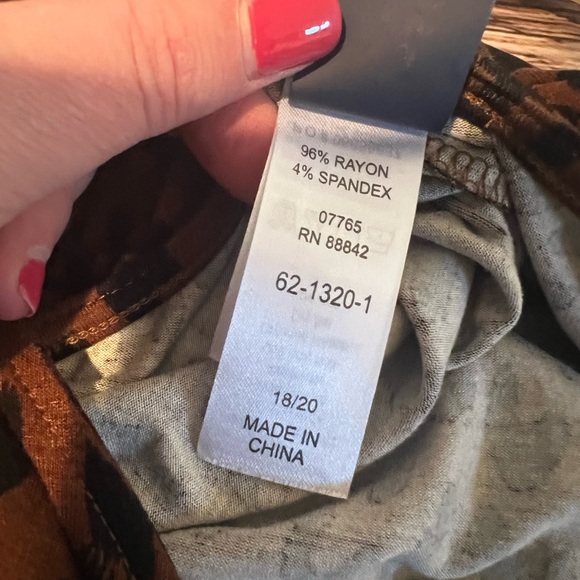 96% RAYON
4% SPANDEX
07765
RN 88842
62-1320-1
18/20
MADE IN
CHINA